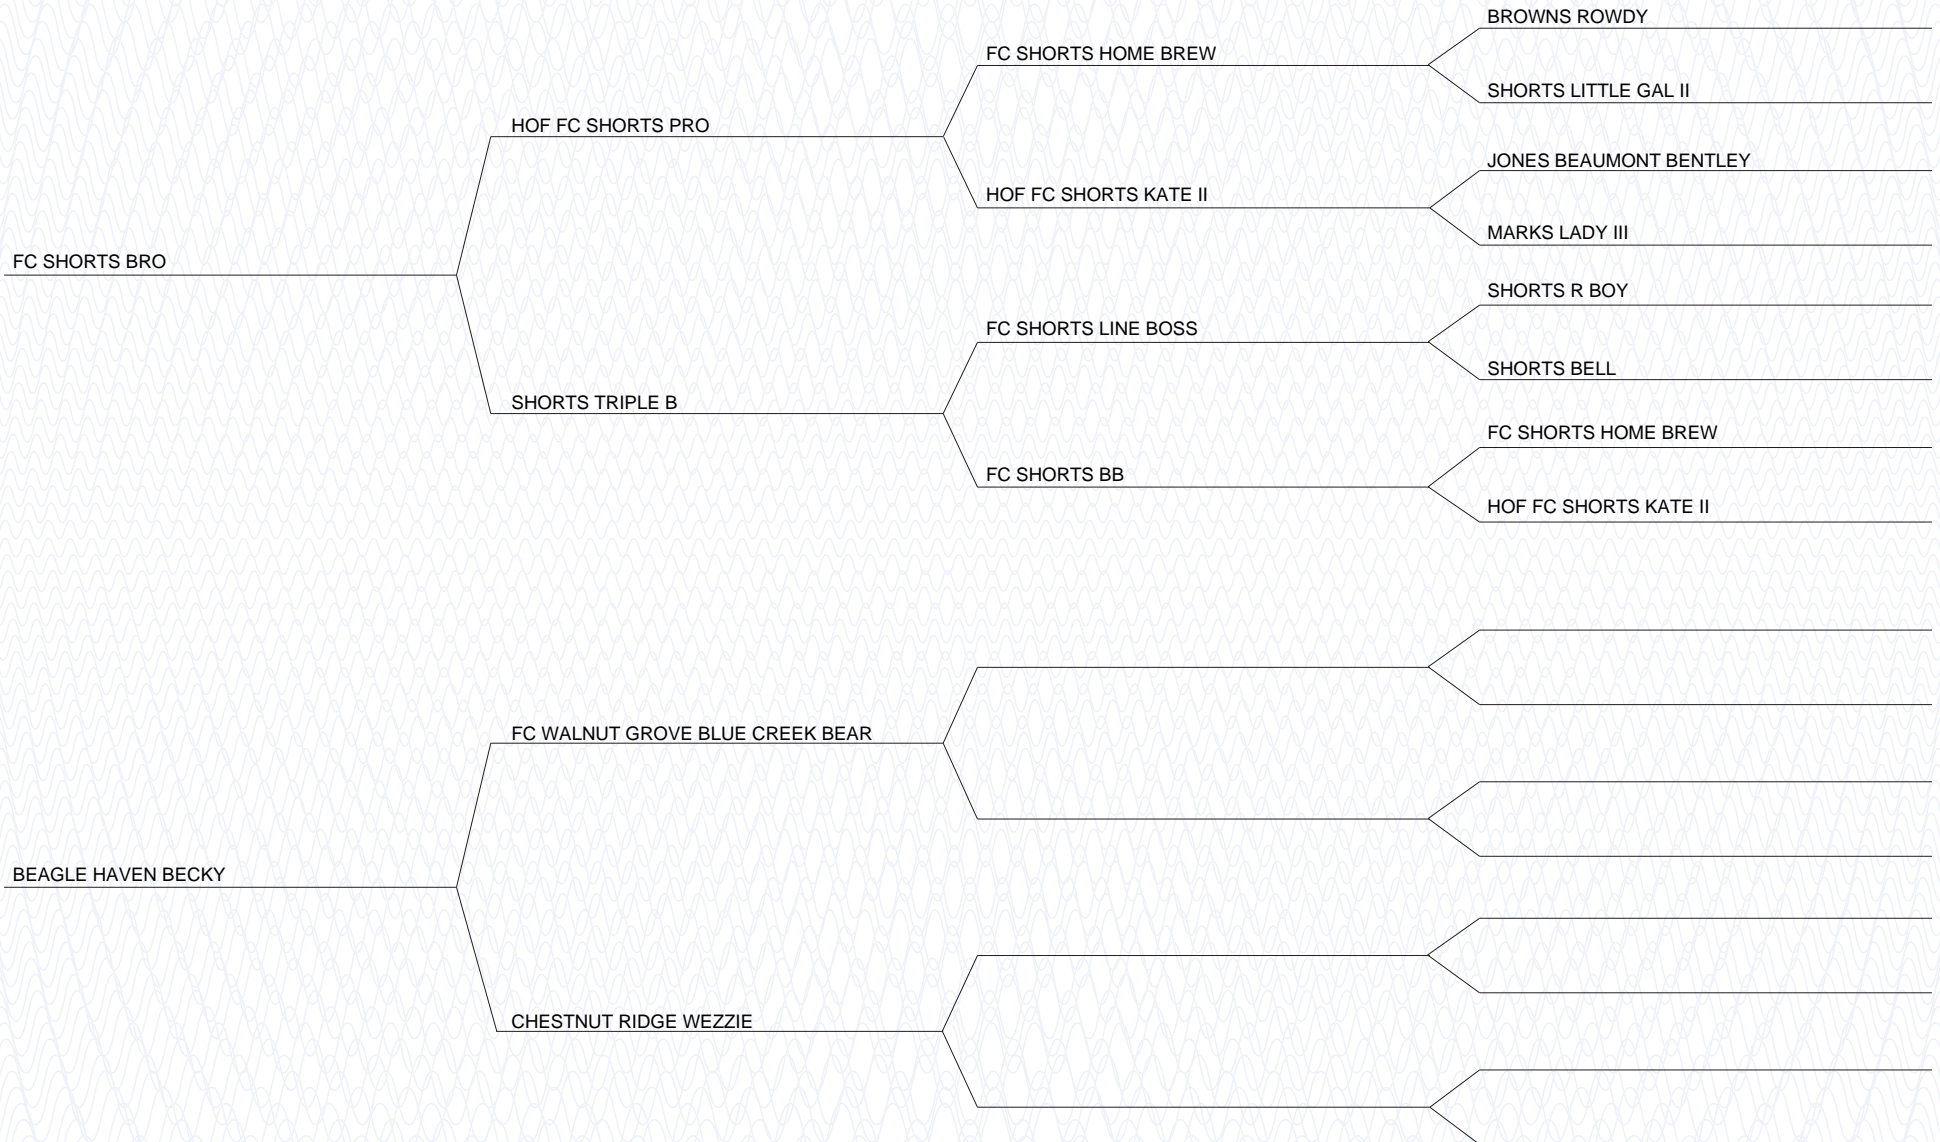 BROWNS ROWDY
FC SHORTS HOME BREW
SHORTS LITTLE GAL II
HOF FC SHORTS PRO
JONES BEAUMONT BENTLEY
HOF FC SHORTS KATE II
MARKS LADY III
FC SHORTS BRO
SHORTS R BOY
FC SHORTS LINE BOSS
SHORTS BELL
SHORTS TRIPLE B
FC SHORTS HOME BREW
FC SHORTS BB
HOF FC SHORTS KATE II
FC WALNUT GROVE BLUE CREEK BEAR
BEAGLE HAVEN BECKY
CHESTNUT RIDGE WEZZIE